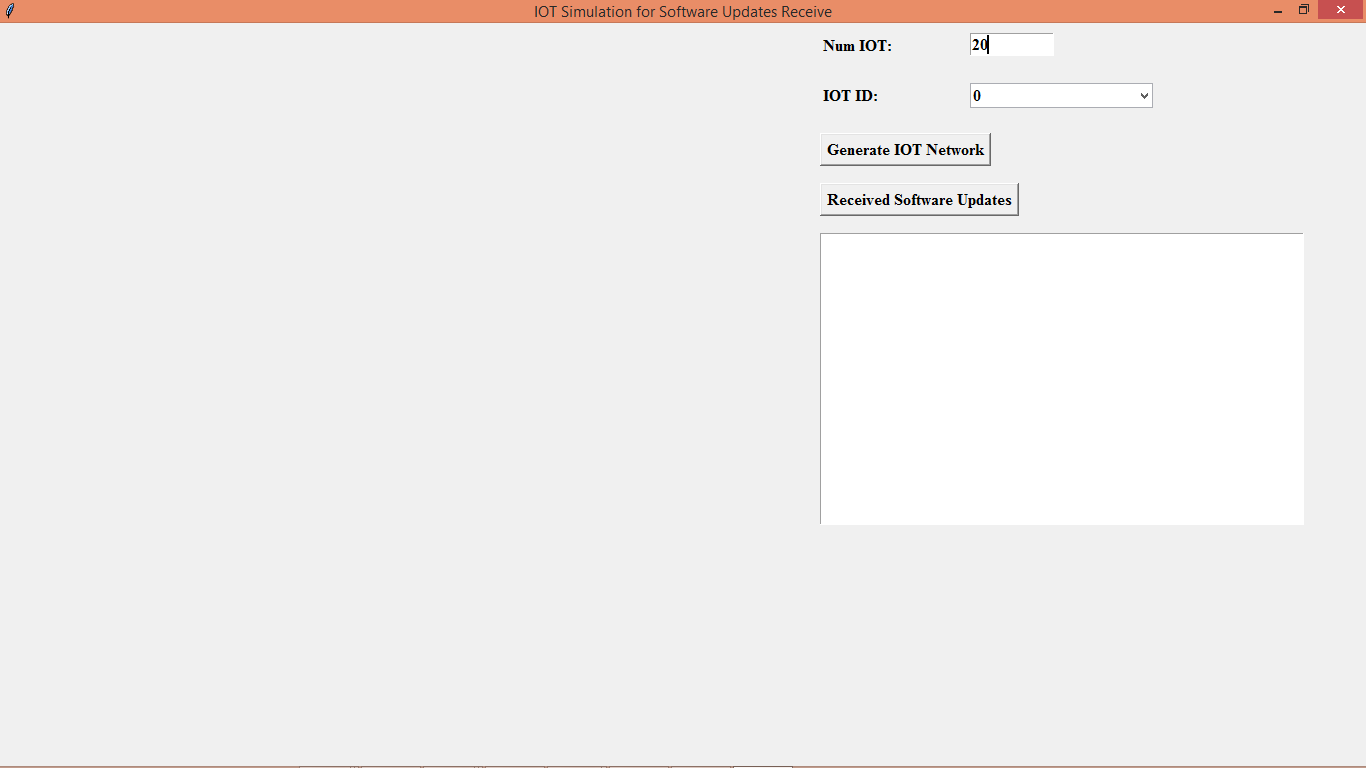 IOT Simulation for Software Updates Receive
Num IOT: 20
IOT ID: 0
Generate IOT Network
Received Software Updates